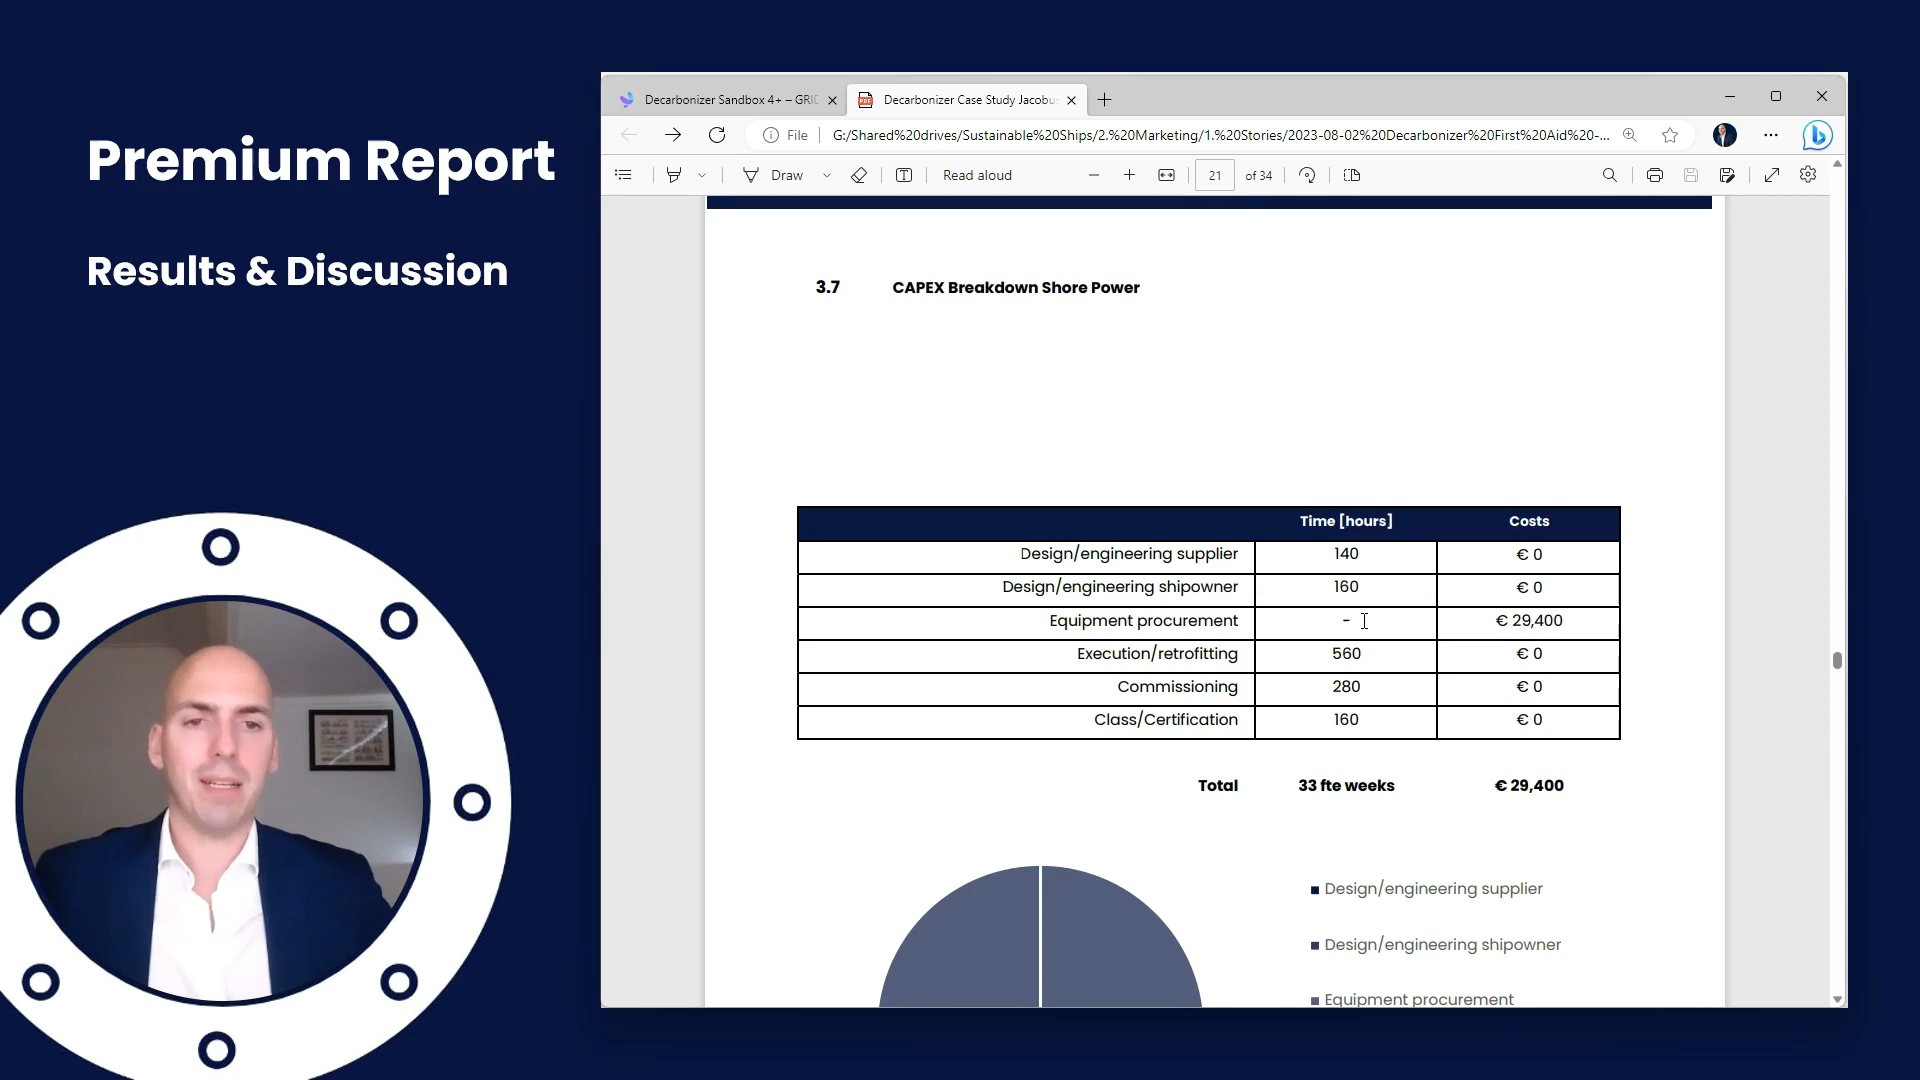 Premium Report
Results & Discussion
Decarbonizer Sandbox 4+ – GRID
Decarbonizer Case Study Jacobus
File
G:/Shared%20drives/Sustainable%20Ships/2.%20Marketing/1.%20Stories/2023-08-02%20Decarbonizer%20First%20Aid%20-...
Draw
Read aloud
21
of 34
3.7 CAPEX Breakdown Shore Power
Time [hours] Costs
Design/engineering supplier 140 € 0
Design/engineering shipowner 160 € 0
Equipment procurement - € 29,400
Execution/retrofitting 560 € 0
Commissioning 280 € 0
Class/Certification 160 € 0
Total 33 fte weeks € 29,400
Design/engineering supplier
Design/engineering shipowner
Equipment procurement